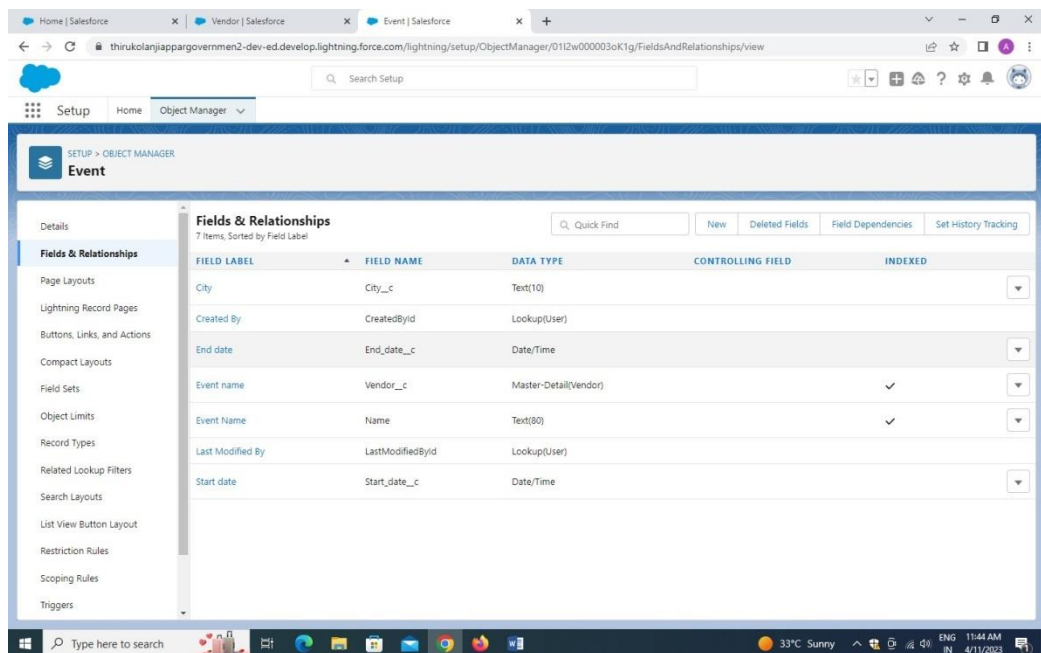 Home | Salesforce
Vendor | Salesforce
Event | Salesforce
thirukolanjiappargovernmen2-dev-ed.develop.lightning.force.com/lightning/setup/ObjectManager/01I2w000003oK1g/FieldsAndRelationships/view
A
Search Setup
Setup Home Object Manager
SETUP > OBJECT MANAGER
Event
Details
Fields & Relationships
Page Layouts
Lightning Record Pages
Buttons, Links, and Actions
Compact Layouts
Field Sets
Object Limits
Record Types
Related Lookup Filters
Search Layouts
List View Button Layout
Restriction Rules
Scoping Rules
Triggers
Fields & Relationships
7 Items, Sorted by Field Label
Quick Find New Deleted Fields Field Dependencies Set History Tracking
FIELD LABEL FIELD NAME DATA TYPE CONTROLLING FIELD INDEXED
City City__c Text(10)
Created By CreatedById Lookup(User)
End date End_date__c Date/Time
Event name Vendor__c Master-Detail(Vendor)
Event Name Name Text(80)
Last Modified By LastModifiedById Lookup(User)
Start date Start_date__c Date/Time
Type here to search
33°C Sunny
ENG 11:44 AM
IN 4/11/2023